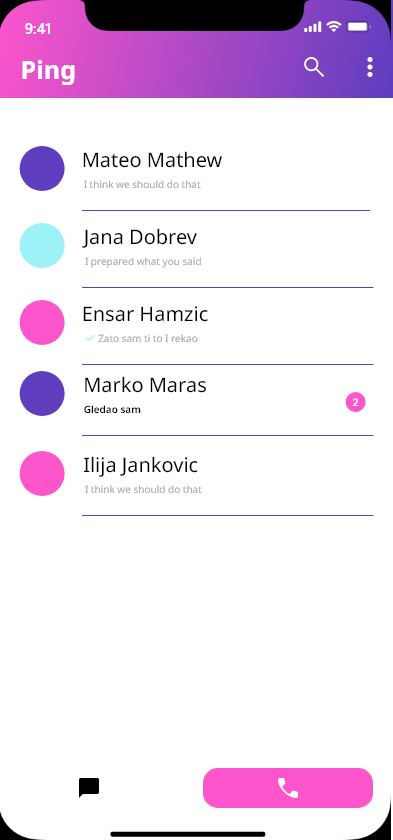 9:41
Ping
Mateo Mathew
I think we should do that
Jana Dobrev
I prepared what you said
Ensar Hamzic
Zato sam ti to I rekao
Marko Maras
Gledao sam
2
Ilija Jankovic
I think we should do that